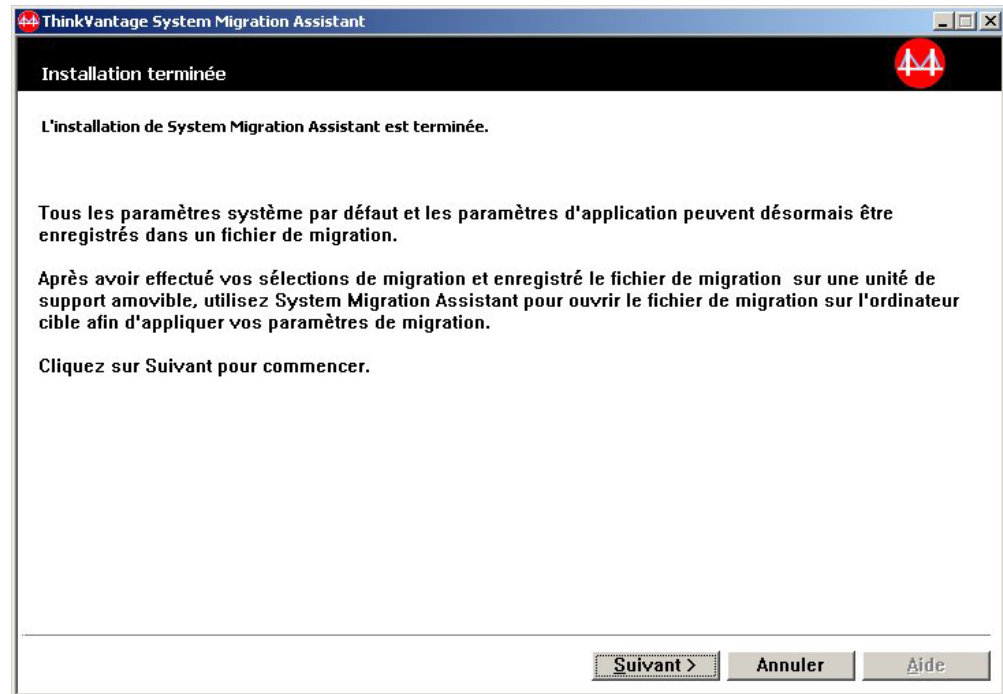 ThinkVantage System Migration Assistant
Installation terminée
L'installation de System Migration Assistant est terminée.
Tous les paramètres système par défaut et les paramètres d'application peuvent désormais être
enregistrés dans un fichier de migration.
Après avoir effectué vos sélections de migration et enregistré le fichier de migration  sur une unité de
support amovible, utilisez System Migration Assistant pour ouvrir le fichier de migration sur l'ordinateur
cible afin d'appliquer vos paramètres de migration.
Cliquez sur Suivant pour commencer.
Suivant > Annuler Aide